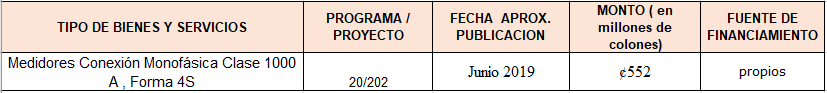 TIPO DE BIENES Y SERVICIOS
PROGRAMA /
PROYECTO
FECHA APROX.
PUBLICACION
MONTO ( en
millones de
colones)
FUENTE DE
FINANCIAMIENTO
Medidores Conexión Monofásica Clase 1000
A , Forma 4S
20/202
Junio 2019
¢552
propios